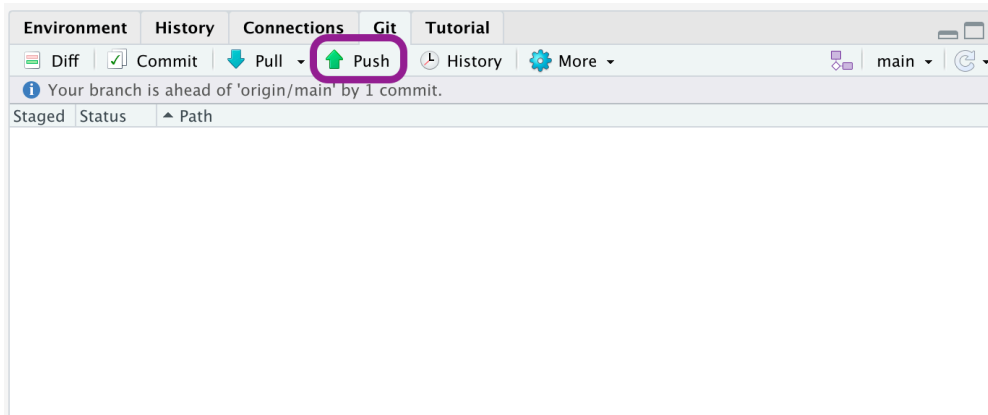 Environment History Connections Git Tutorial
Diff Commit Pull Push History More main
Your branch is ahead of 'origin/main' by 1 commit.
Staged Status Path